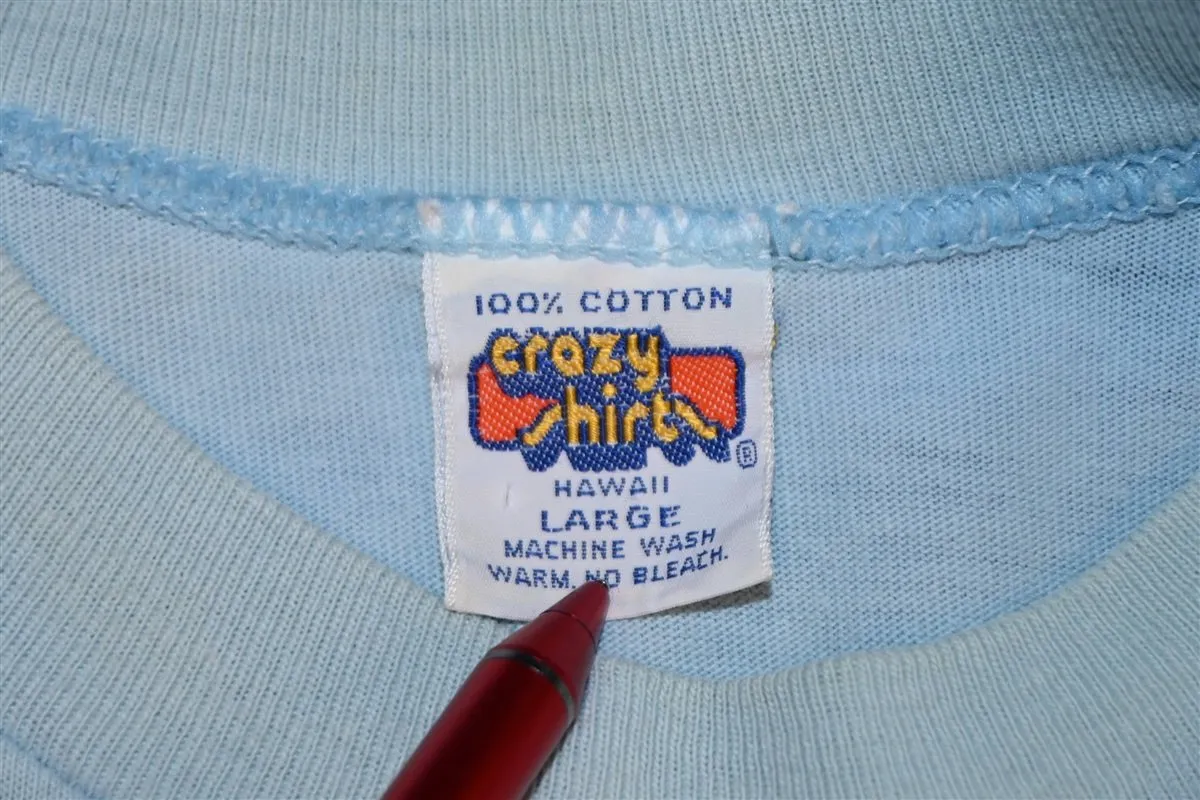 100% COTTON
crazy
shirts
®
HAWAII
LARGE
MACHINE WASH
WARM. NO BLEACH.